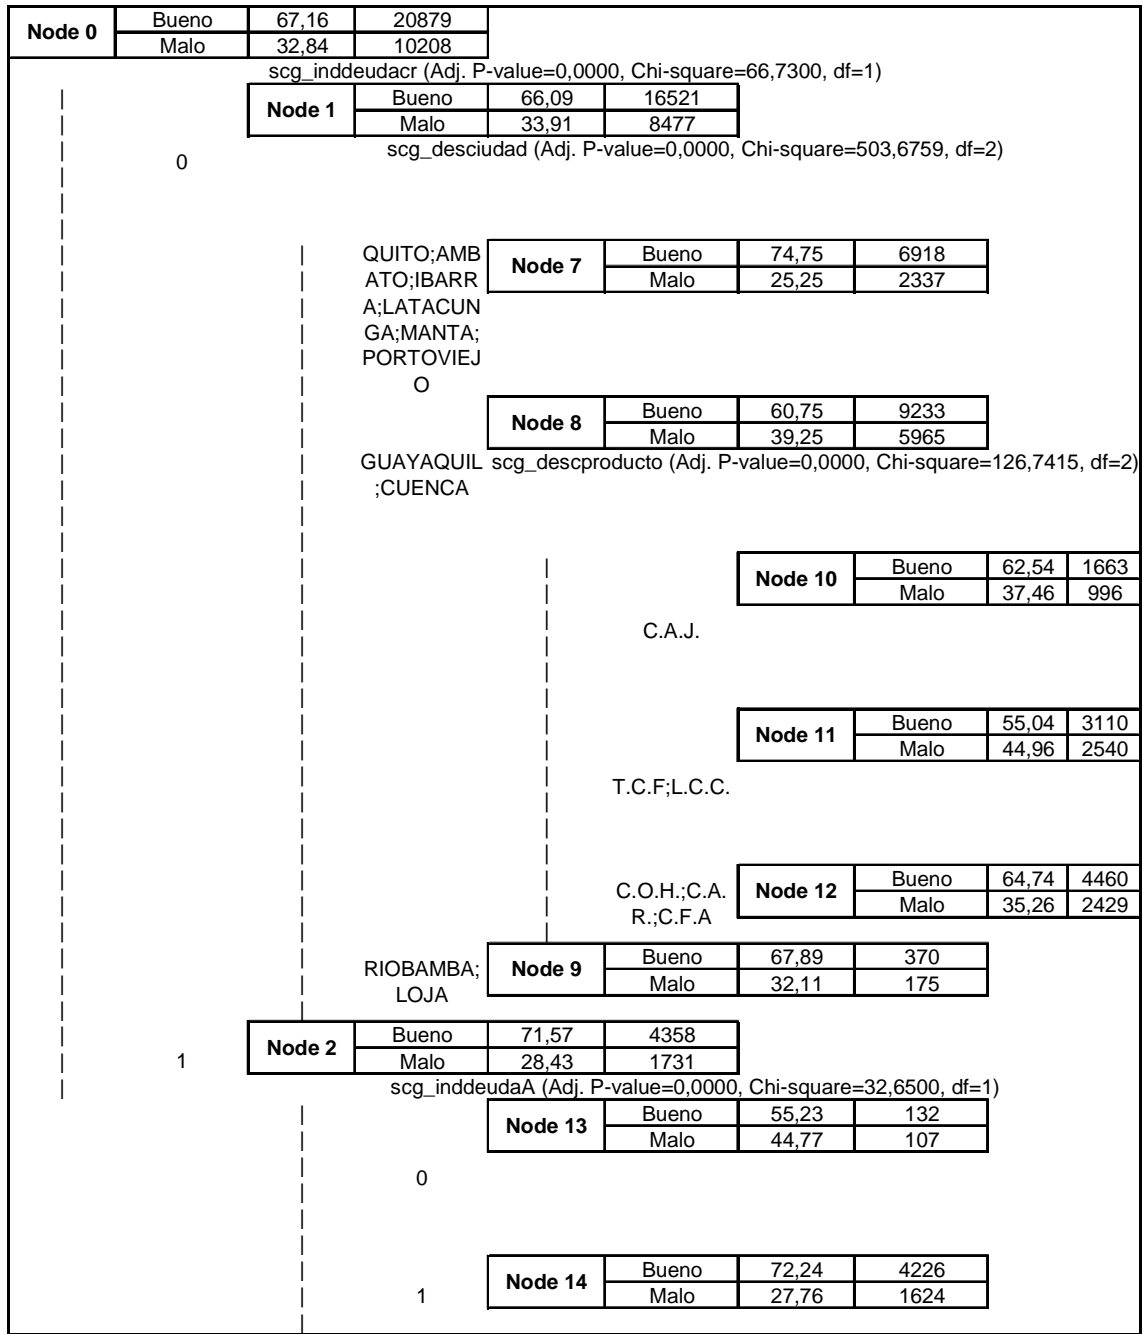 Node 0 Bueno 67,16 20879
Malo 32,84 10208
scg_inddeudacr (Adj. P-value=0,0000, Chi-square=66,7300, df=1)
Node 1 Bueno 66,09 16521
Malo 33,91 8477
0
scg_desciudad (Adj. P-value=0,0000, Chi-square=503,6759, df=2)
QUITO;AMB
ATO;IBARR
A;LATACUN
GA;MANTA;
PORTOVIEJ
O
Node 7 Bueno 74,75 6918
Malo 25,25 2337
Node 8 Bueno 60,75 9233
Malo 39,25 5965
GUAYAQUIL
;CUENCA
scg_descproducto (Adj. P-value=0,0000, Chi-square=126,7415, df=2)
Node 10 Bueno 62,54 1663
Malo 37,46 996
C.A.J.
Node 11 Bueno 55,04 3110
Malo 44,96 2540
T.C.F;L.C.C.
C.O.H.;C.A.
R.;C.F.A
Node 12 Bueno 64,74 4460
Malo 35,26 2429
RIOBAMBA;
LOJA
Node 9 Bueno 67,89 370
Malo 32,11 175
1
Node 2 Bueno 71,57 4358
Malo 28,43 1731
scg_inddeudaA (Adj. P-value=0,0000, Chi-square=32,6500, df=1)
Node 13 Bueno 55,23 132
Malo 44,77 107
0
Node 14 Bueno 72,24 4226
Malo 27,76 1624
1